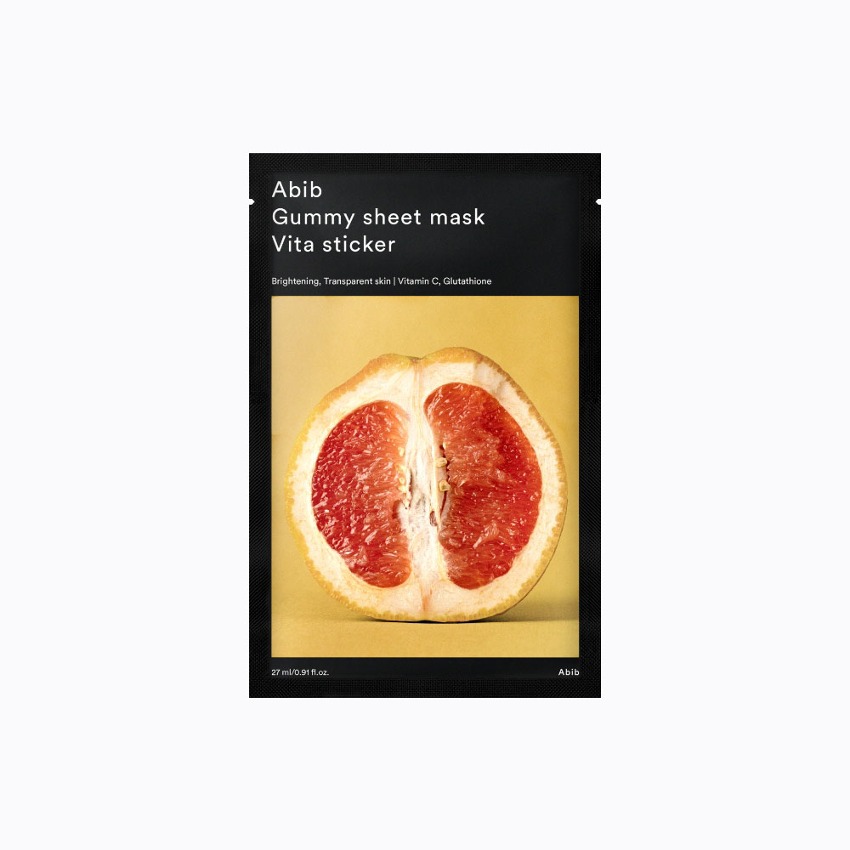 Abib
Gummy sheet mask
Vita sticker
Brightening, Transparent skin | Vitamin C, Glutathione
27 ml/0.91 fl.oz.
Abib